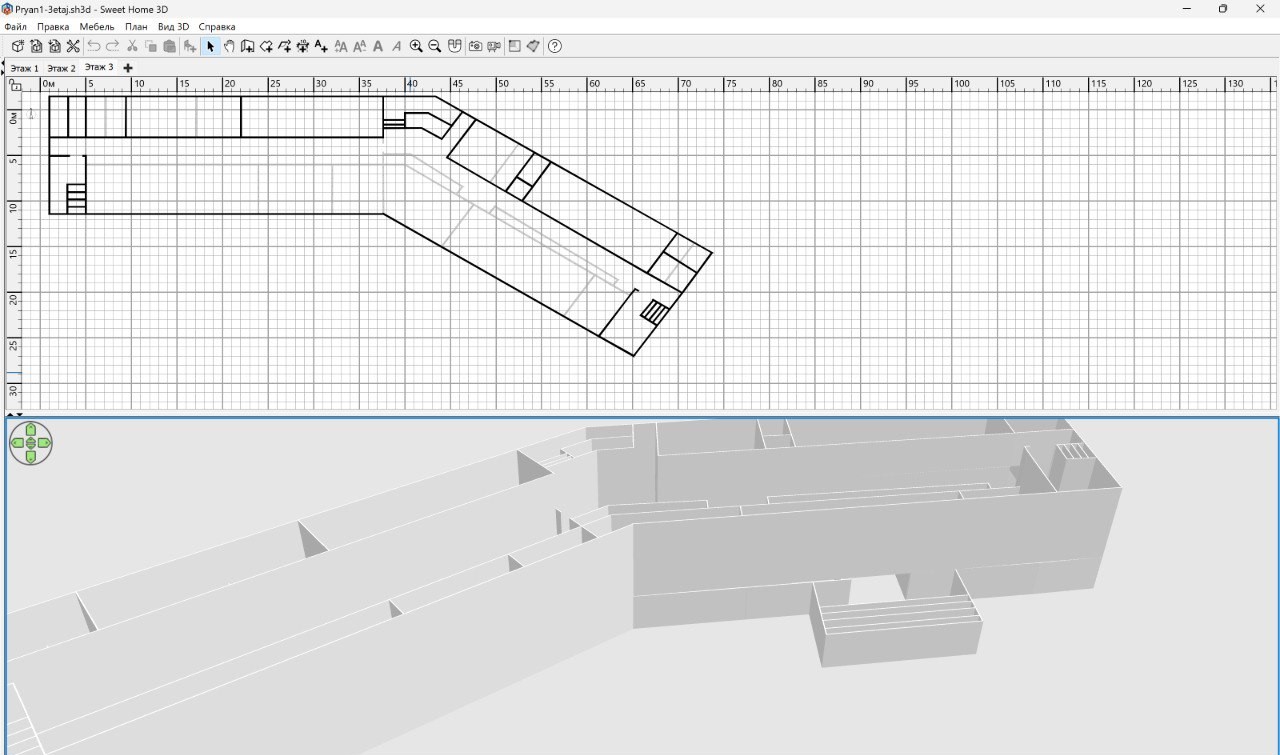 Pryan1-3etaj.sh3d - Sweet Home 3D
Файл Правка Мебель План Вид 3D Справка
Этаж 1 Этаж 2 Этаж 3
0м 5 10 15 20 25 30 35 40 45 50 55 60 65 70 75 80 85 90 95 100 105 110 115 120 125 130
0м
5
10
15
20
25
30